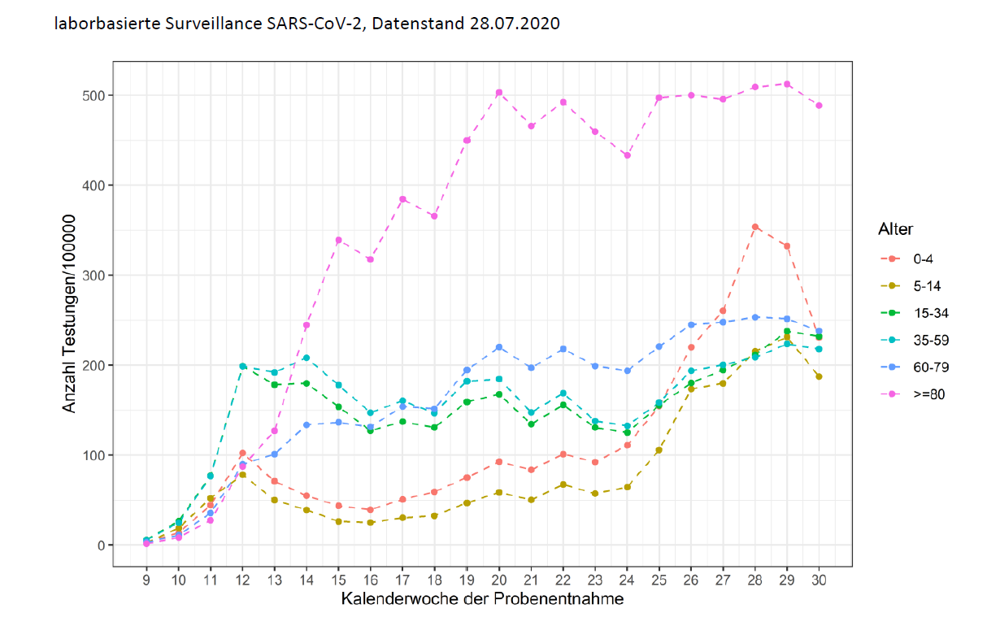 laborbasierte Surveillance SARS-CoV-2, Datenstand 28.07.2020
500
400
300
200
100
0
Anzahl Testungen/100000
9 10 11 12 13 14 15 16 17 18 19 20 21 22 23 24 25 26 27 28 29 30
Kalenderwoche der Probenentnahme
Alter
0-4
5-14
15-34
35-59
60-79
>=80